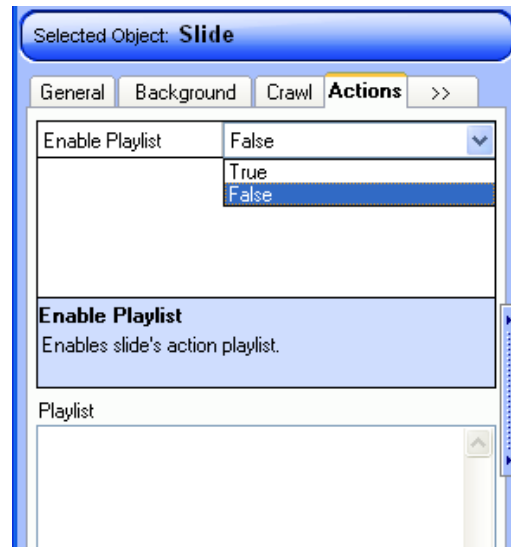 Selected Object: Slide
General Background Crawl Actions >>
Enable Playlist False
True
False
Enable Playlist
Enables slide's action playlist.
Playlist